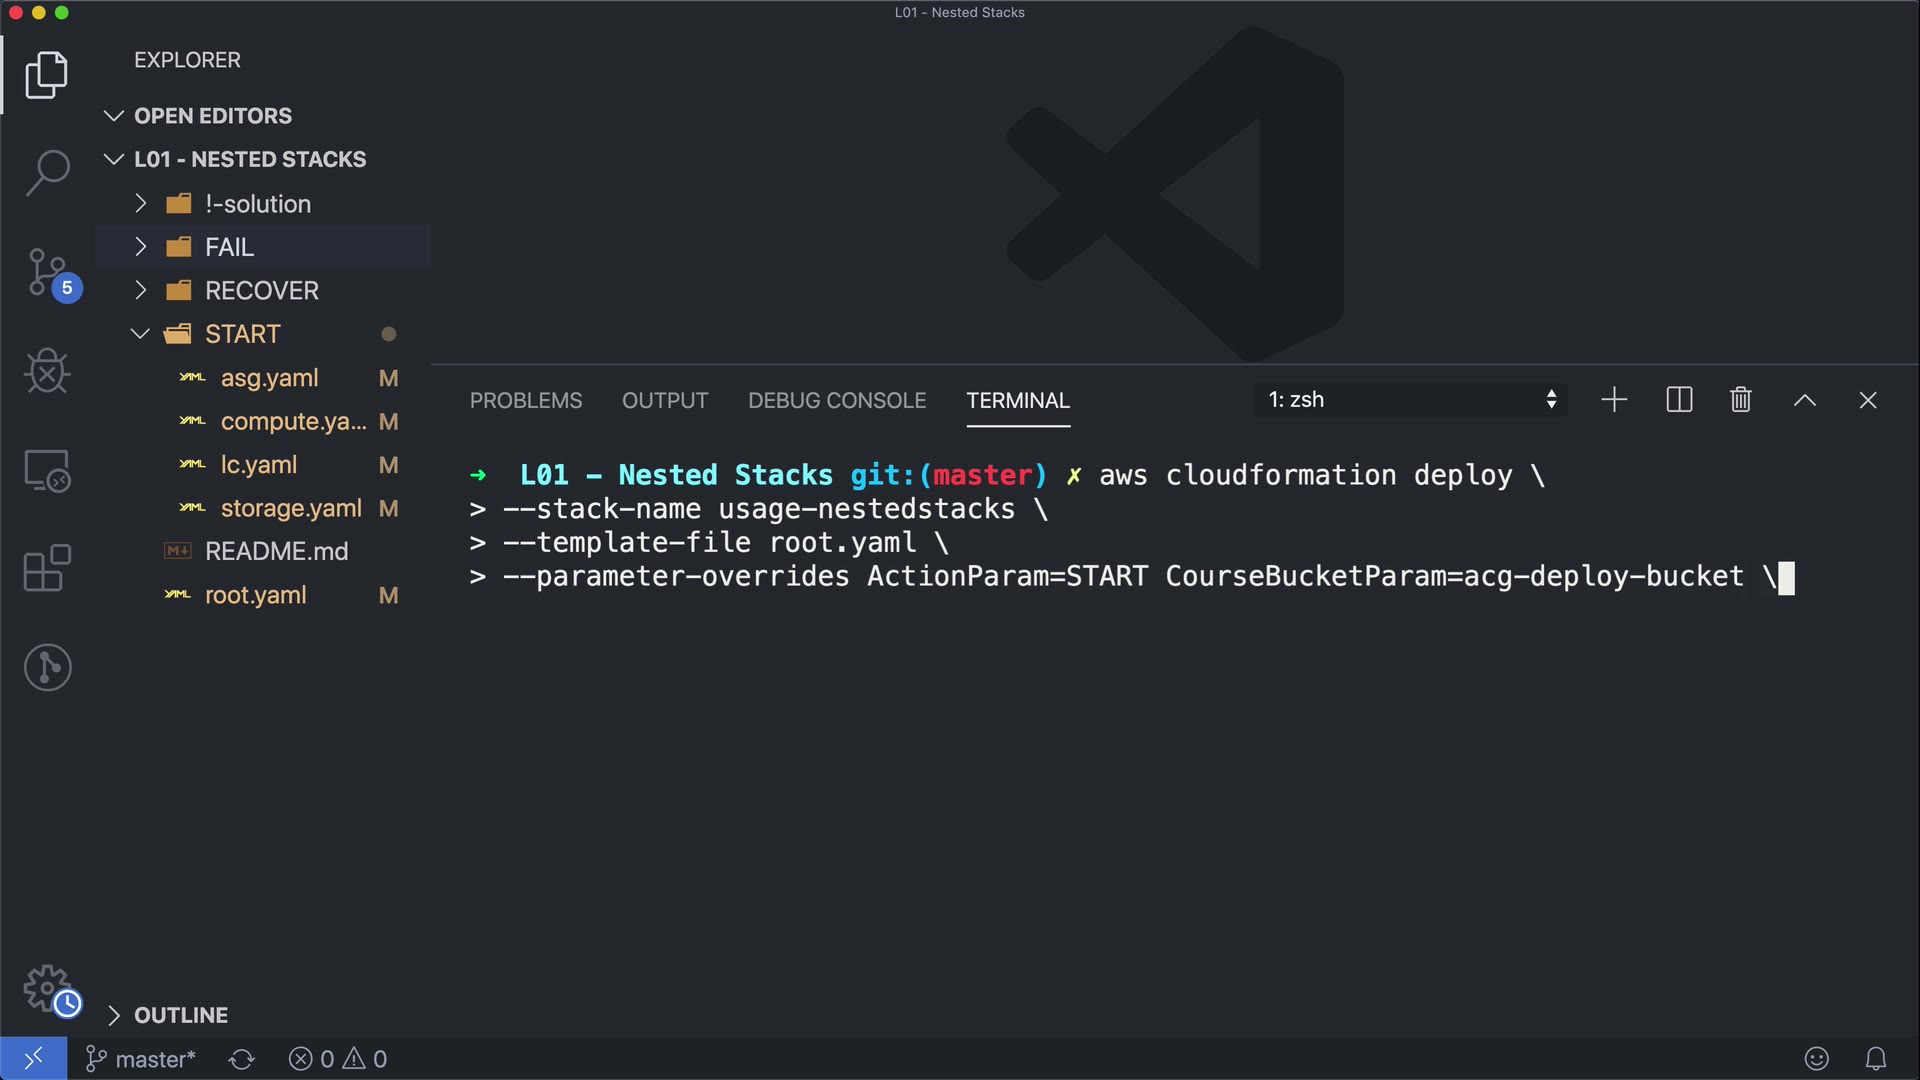 L01 - Nested Stacks
EXPLORER
OPEN EDITORS
L01 - NESTED STACKS
!-solution
FAIL
RECOVER
START
asg.yaml M
compute.ya... M
lc.yaml M
storage.yaml M
README.md
root.yaml M
OUTLINE
5
PROBLEMS OUTPUT DEBUG CONSOLE TERMINAL 1: zsh
→ L01 - Nested Stacks git:(master) ✗ aws cloudformation deploy \
> --stack-name usage-nestedstacks \
> --template-file root.yaml \
> --parameter-overrides ActionParam=START CourseBucketParam=acg-deploy-bucket \
master* 0 0